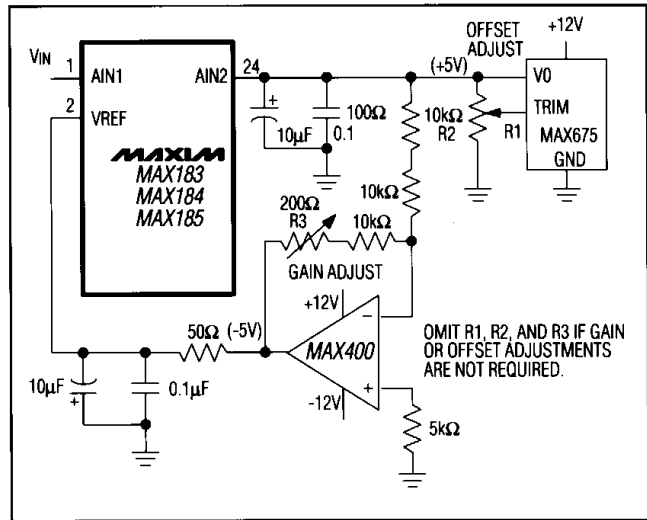 OFFSET
ADJUST
+12V
VIN
1
AIN1
24
AIN2
(+5V)
V0
2
VREF
100Ω
10kΩ
R2
R1
TRIM
MAX675
GND
10µF
+
0.1
MAXIM
MAX183
MAX184
MAX185
10kΩ
200Ω
R3
10kΩ
GAIN ADJUST
+12V
50Ω
(-5V)
MAX400
−
+
-12V
OMIT R1, R2, AND R3 IF GAIN
OR OFFSET ADJUSTMENTS
ARE NOT REQUIRED.
10µF
+
0.1µF
5kΩ